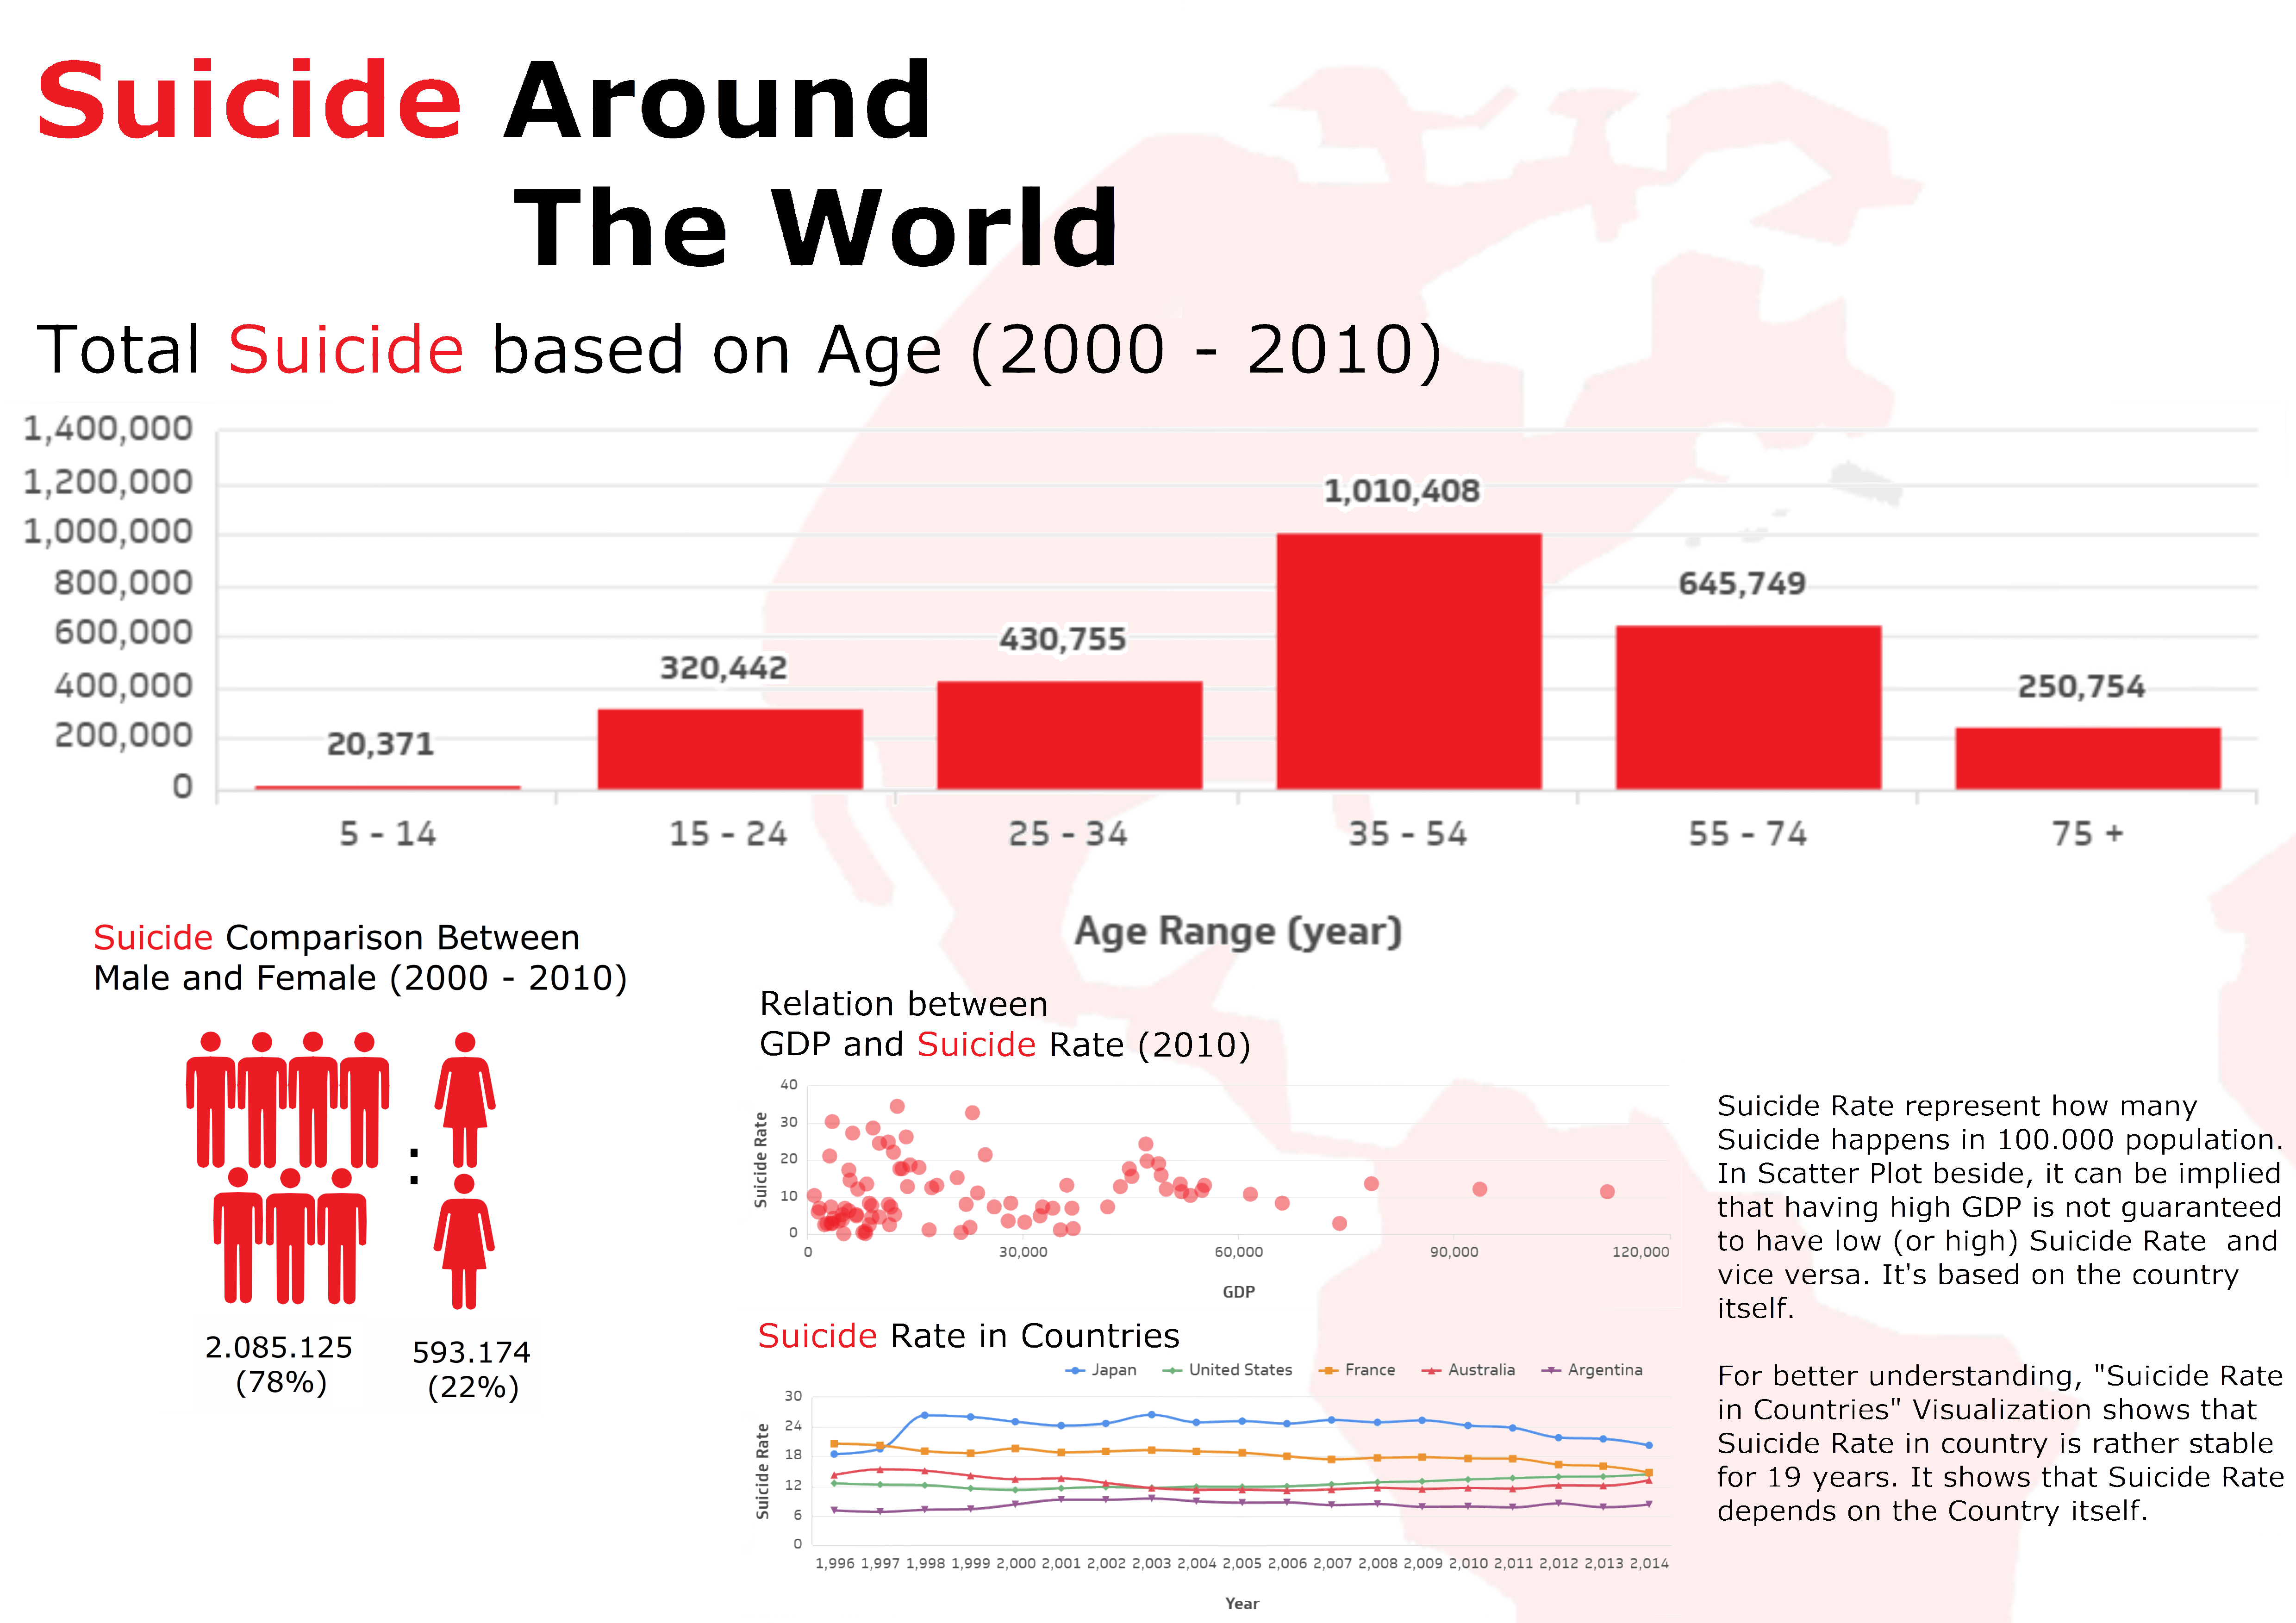 Suicide Around
The World
Total Suicide based on Age (2000 - 2010)
1,400,000
1,200,000
1,000,000
800,000
600,000
400,000
200,000
0
20,371
320,442
430,755
1,010,408
645,749
250,754
5 - 14
15 - 24
25 - 34
35 - 54
55 - 74
75 +
Age Range (year)
Suicide Comparison Between
Male and Female (2000 - 2010)
:
2.085.125
(78%)
593.174
(22%)
Relation between
GDP and Suicide Rate (2010)
40
30
20
10
0
Suicide Rate
0
30,000
60,000
90,000
120,000
GDP
Suicide Rate in Countries
Japan
United States
France
Australia
Argentina
30
24
18
12
6
0
Suicide Rate
1,996 1,997 1,998 1,999 2,000 2,001 2,002 2,003 2,004 2,005 2,006 2,007 2,008 2,009 2,010 2,011 2,012 2,013 2,014
Year
Suicide Rate represent how many
Suicide happens in 100.000 population.
In Scatter Plot beside, it can be implied
that having high GDP is not guaranteed
to have low (or high) Suicide Rate  and
vice versa. It's based on the country
itself.
For better understanding, "Suicide Rate
in Countries" Visualization shows that
Suicide Rate in country is rather stable
for 19 years. It shows that Suicide Rate
depends on the Country itself.